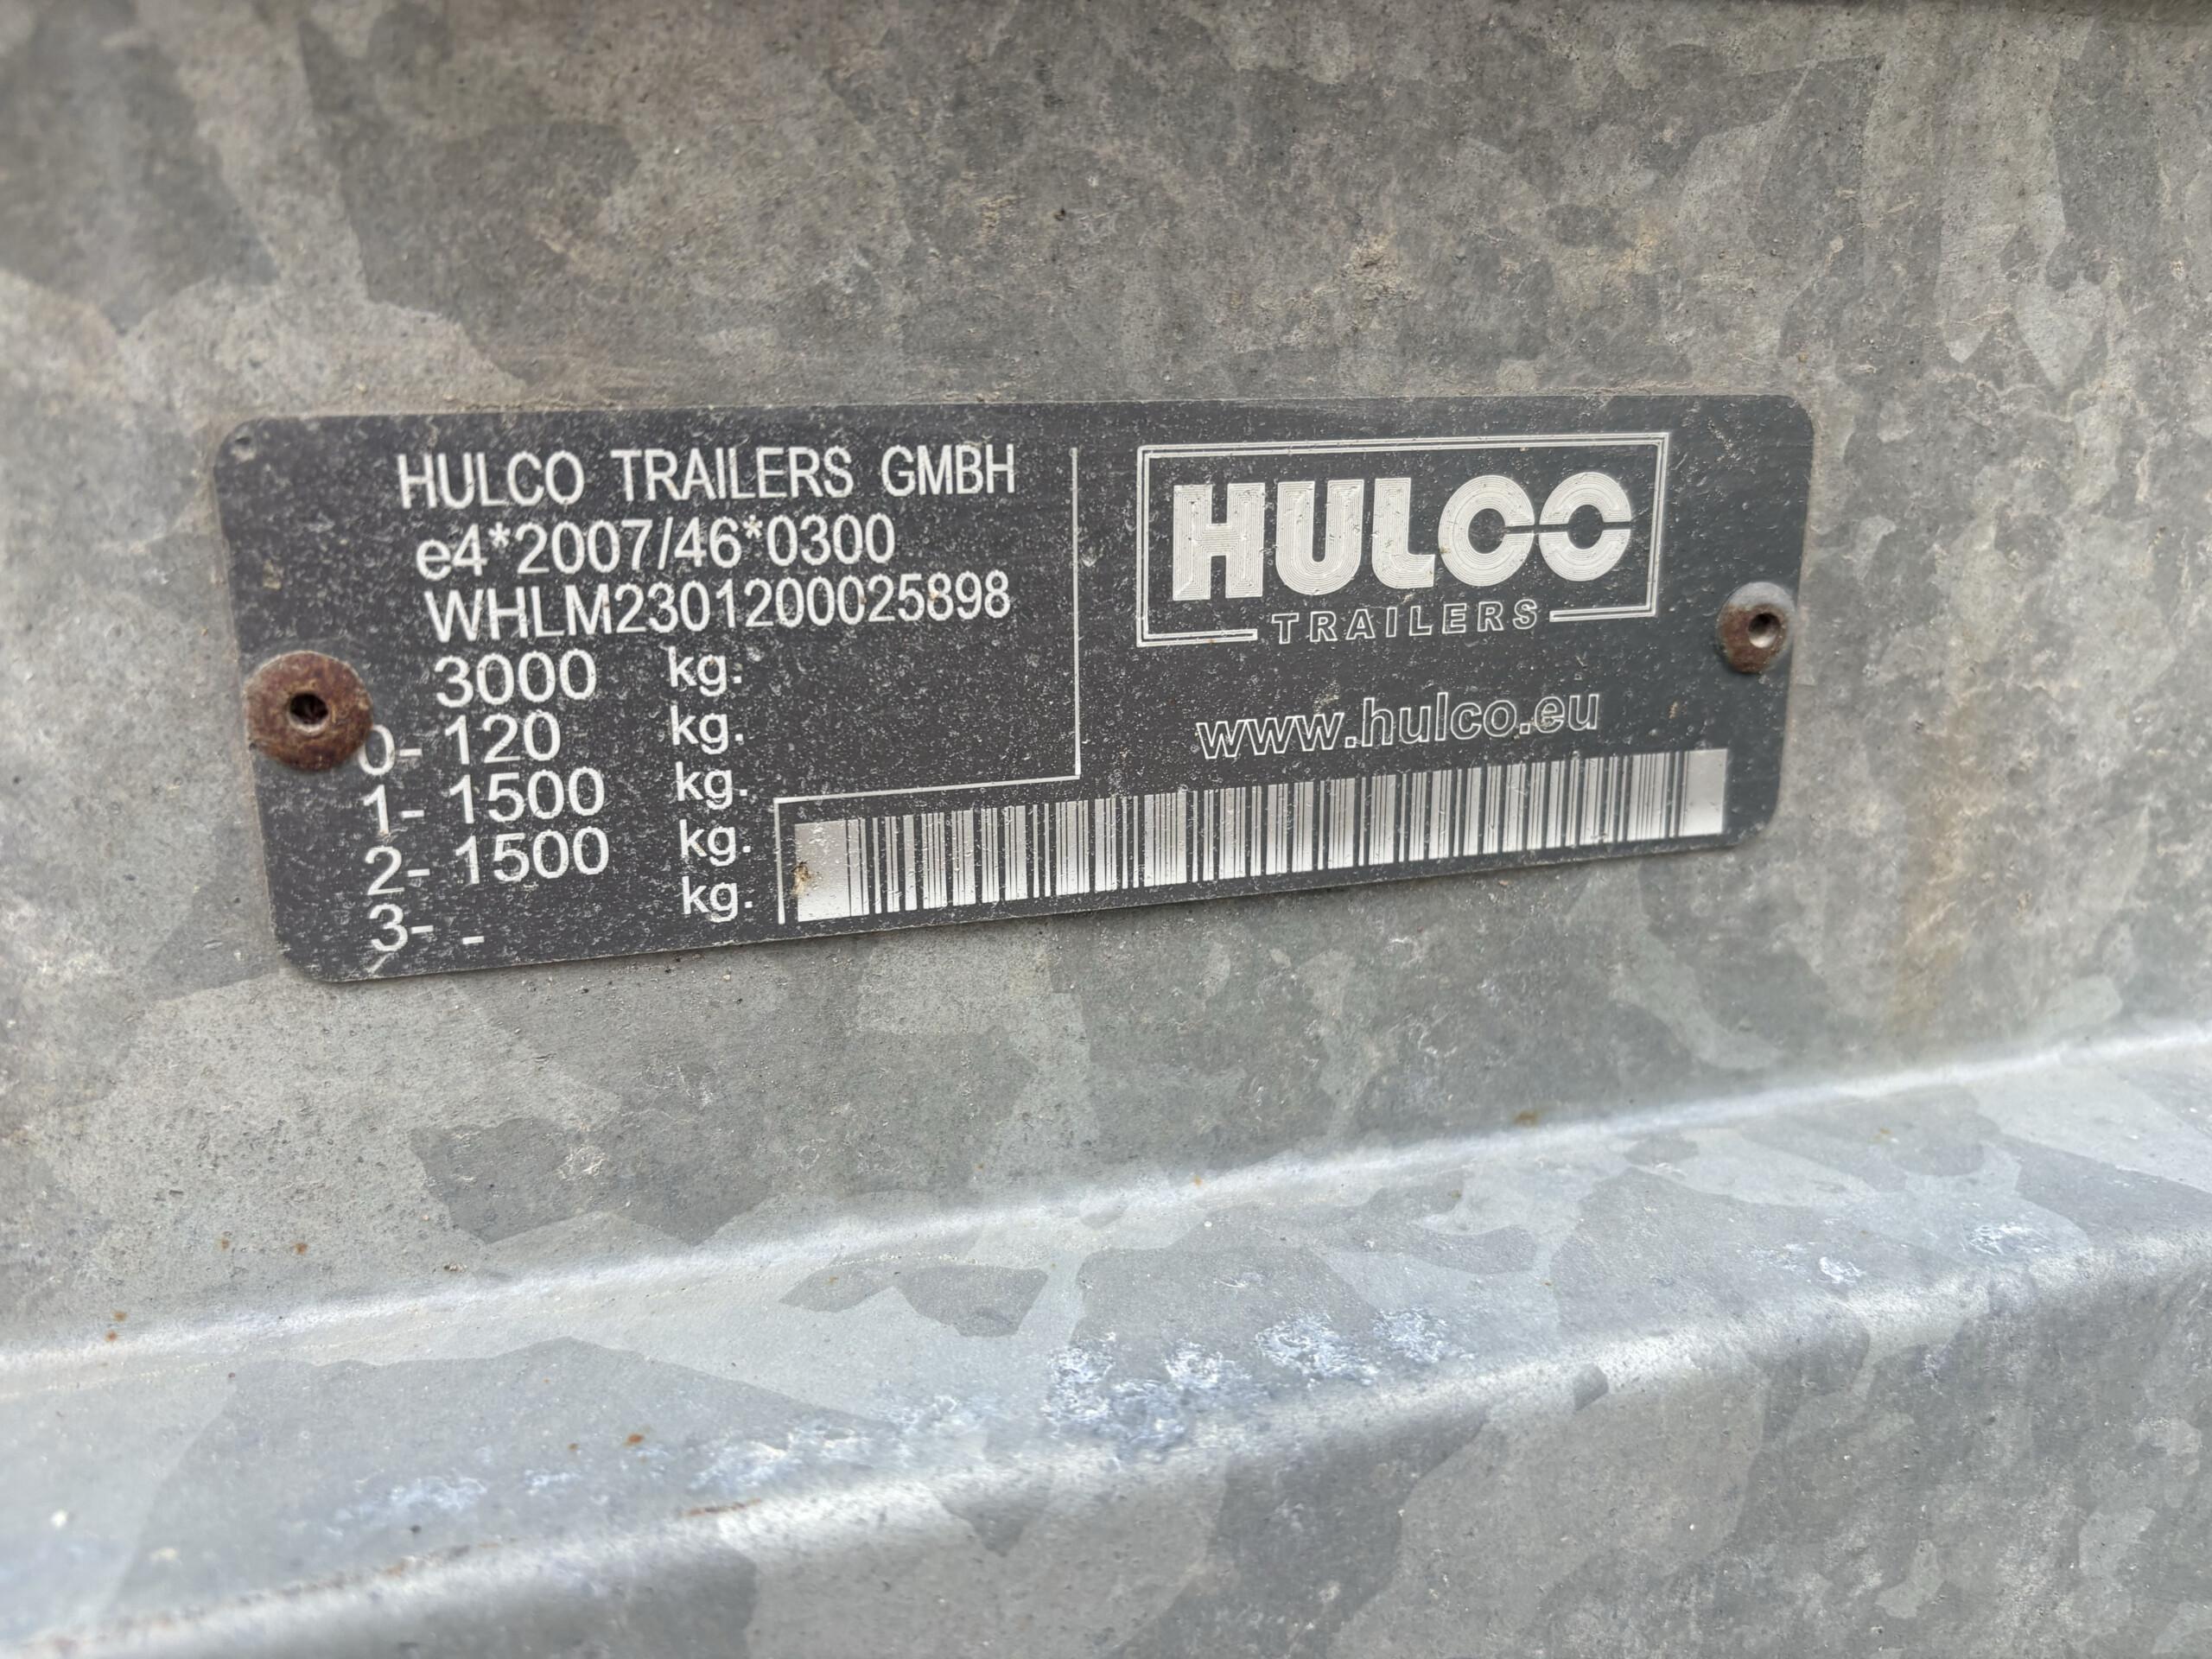 HULCO TRAILERS GMBH
e4*2007/46*0300
WHLM2301200025898
3000 kg.
0- 120 kg.
1- 1500 kg.
2- 1500 kg.
3- - kg.
HULCO
TRAILERS
www.hulco.eu